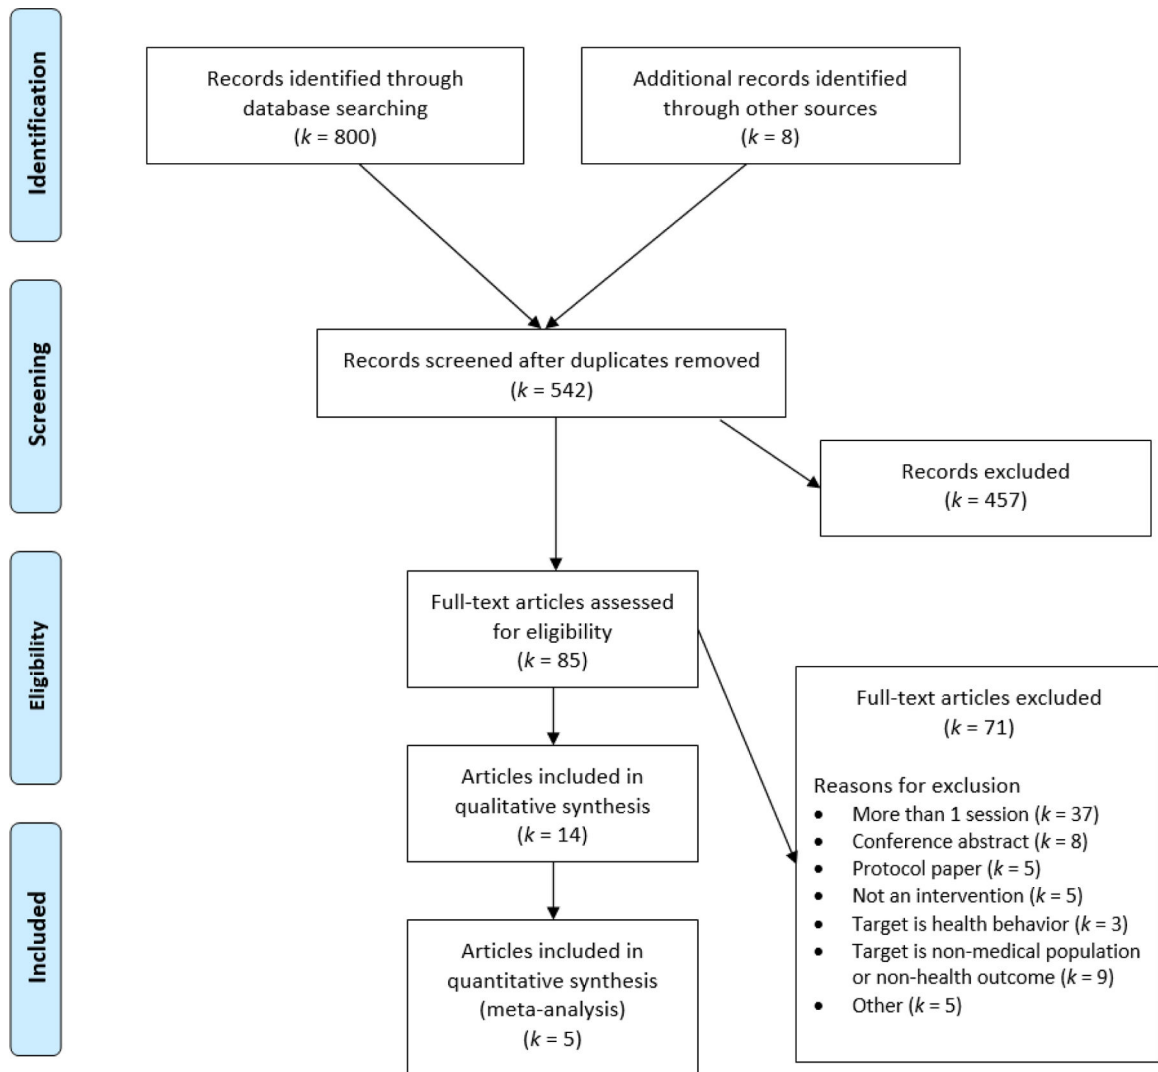 Identification
Records identified through
database searching
(k = 800)
Additional records identified
through other sources
(k = 8)
Screening
Records screened after duplicates removed
(k = 542)
Records excluded
(k = 457)
Eligibility
Full-text articles assessed
for eligibility
(k = 85)
Full-text articles excluded
(k = 71)
Reasons for exclusion
• More than 1 session (k = 37)
• Conference abstract (k = 8)
• Protocol paper (k = 5)
• Not an intervention (k = 5)
• Target is health behavior (k = 3)
• Target is non-medical population
or non-health outcome (k = 9)
• Other (k = 5)
Articles included in
qualitative synthesis
(k = 14)
Included
Articles included in
quantitative synthesis
(meta-analysis)
(k = 5)